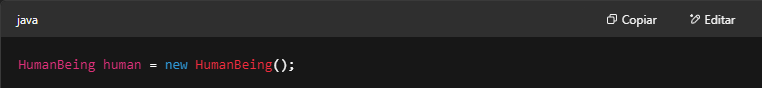 java Copiar Editar
HumanBeing human = new HumanBeing();